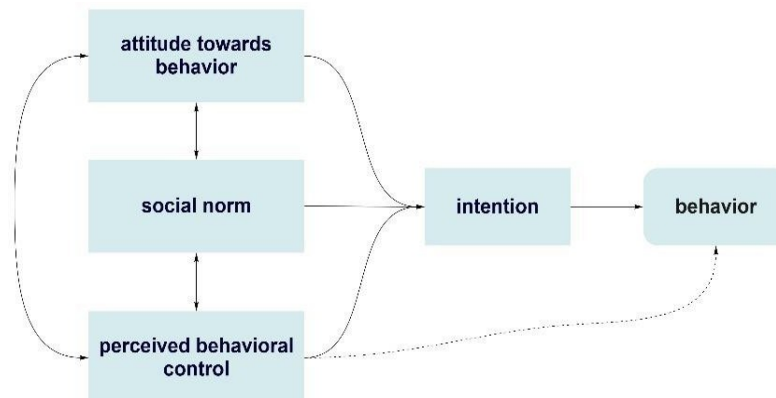 attitude towards
behavior
social norm
intention
behavior
perceived behavioral
control